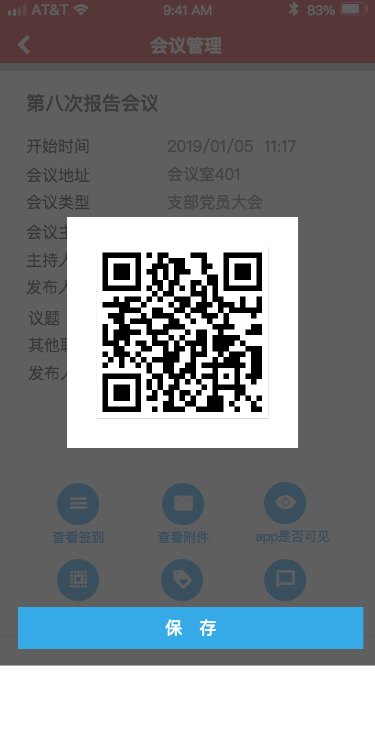 AT&T 9:41 AM 83%
会议管理
第八次报告会议
开始时间 2019/01/05 11:17
会议地址 会议室401
会议类型 支部党员大会
会议主
主持人
发布人
议题
其他
发布人
查看签到 查看附件 app是否可见
保 存